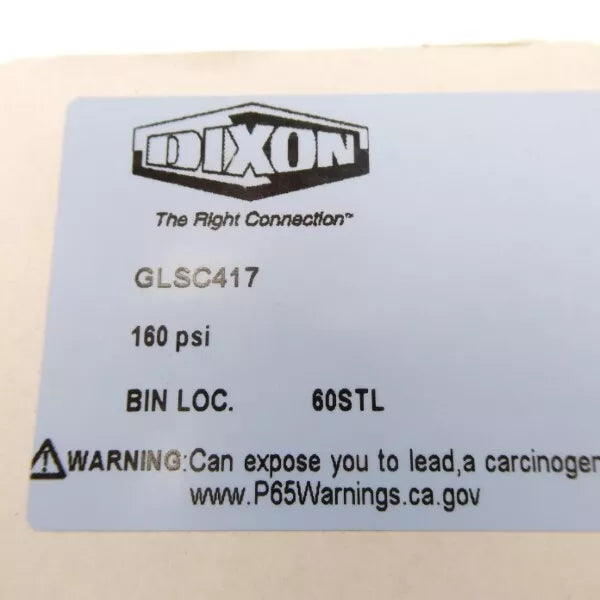 DIXON
The Right Connection™
GLSC417
160 psi
BIN LOC. 60STL
WARNING:Can expose you to lead,a carcinogen
www.P65Warnings.ca.gov